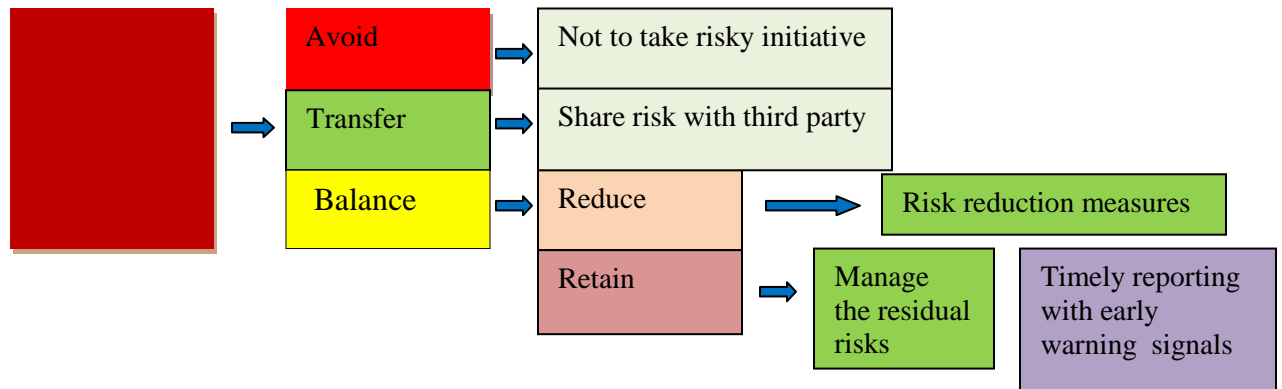 Avoid
Not to take risky initiative
Transfer
Share risk with third party
Balance
Reduce
Risk reduction measures
Retain
Manage
the residual
risks
Timely reporting
with early
warning signals